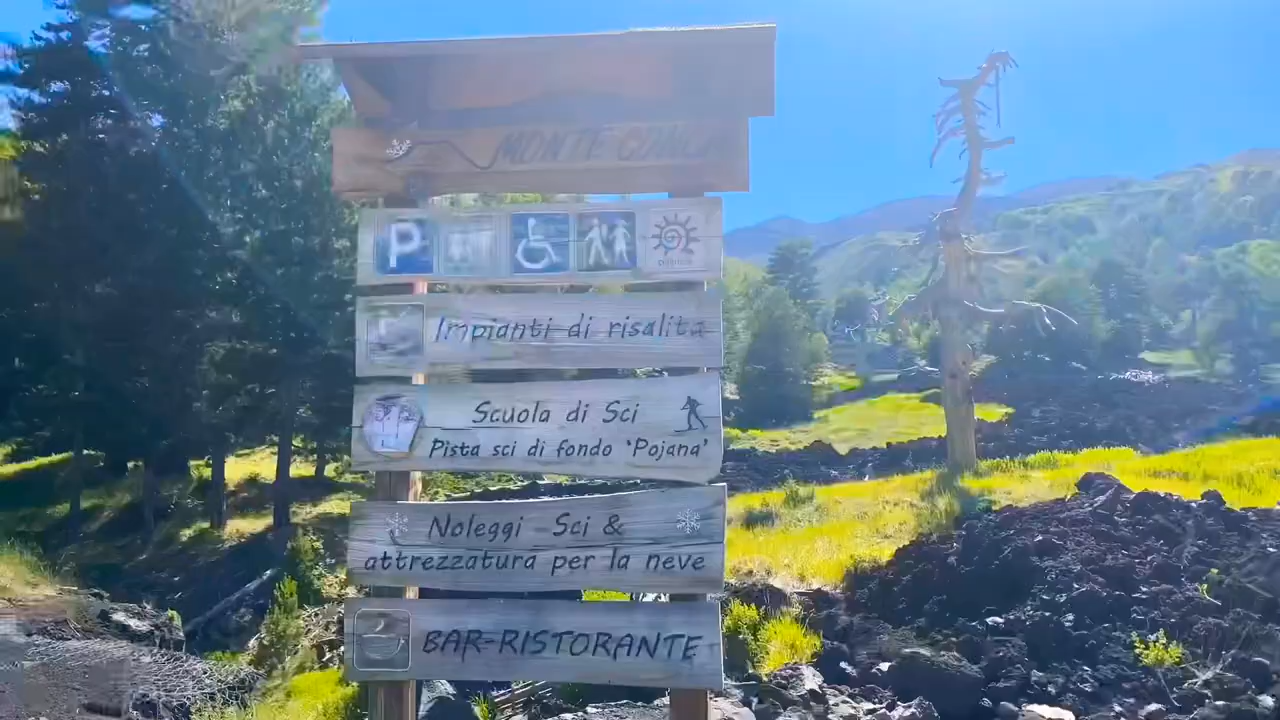 MONTE CONCA
P
Impianti di risalita
Scuola di Sci
Pista sci di fondo 'Pojana'
Noleggi Sci &
attrezzatura per la neve
BAR-RISTORANTE